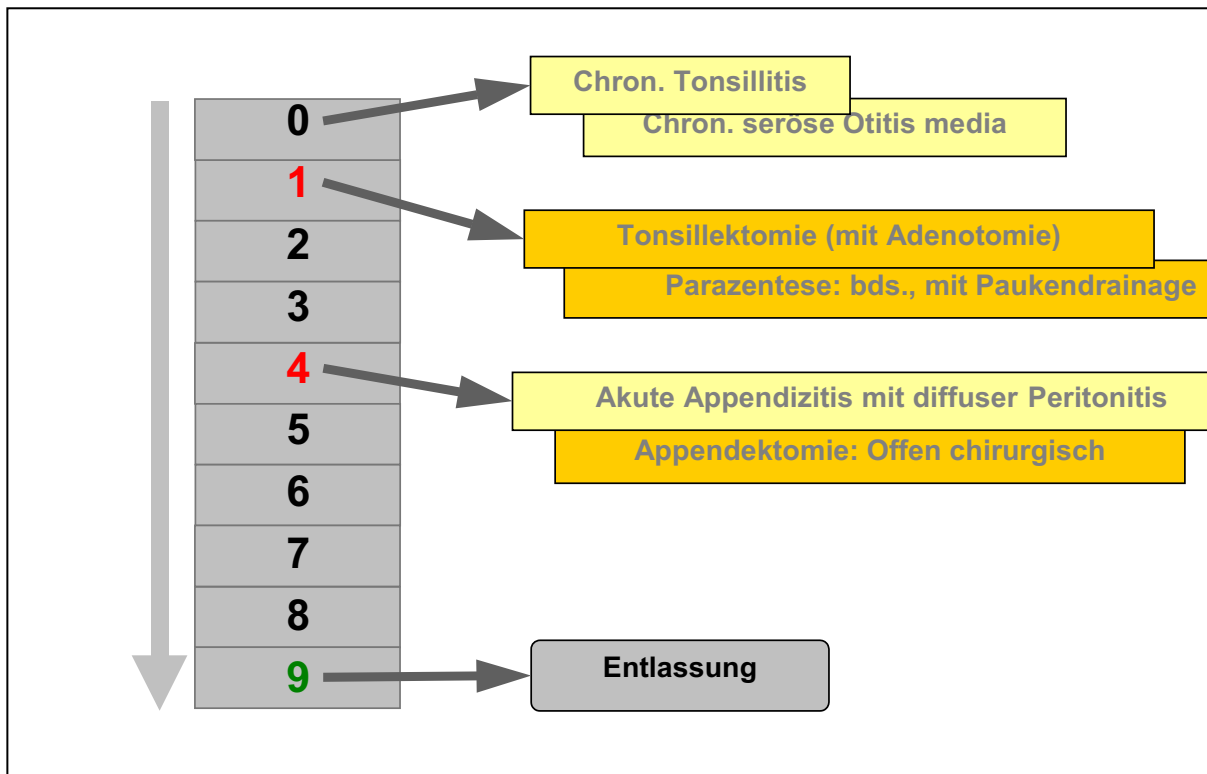 0
Chron. Tonsillitis
Chron. seröse Otitis media
1
2
Tonsillektomie (mit Adenotomie)
Parazentese: bds., mit Paukendrainage
3
4
Akute Appendizitis mit diffuser Peritonitis
5
Appendektomie: Offen chirurgisch
6
7
8
9
Entlassung